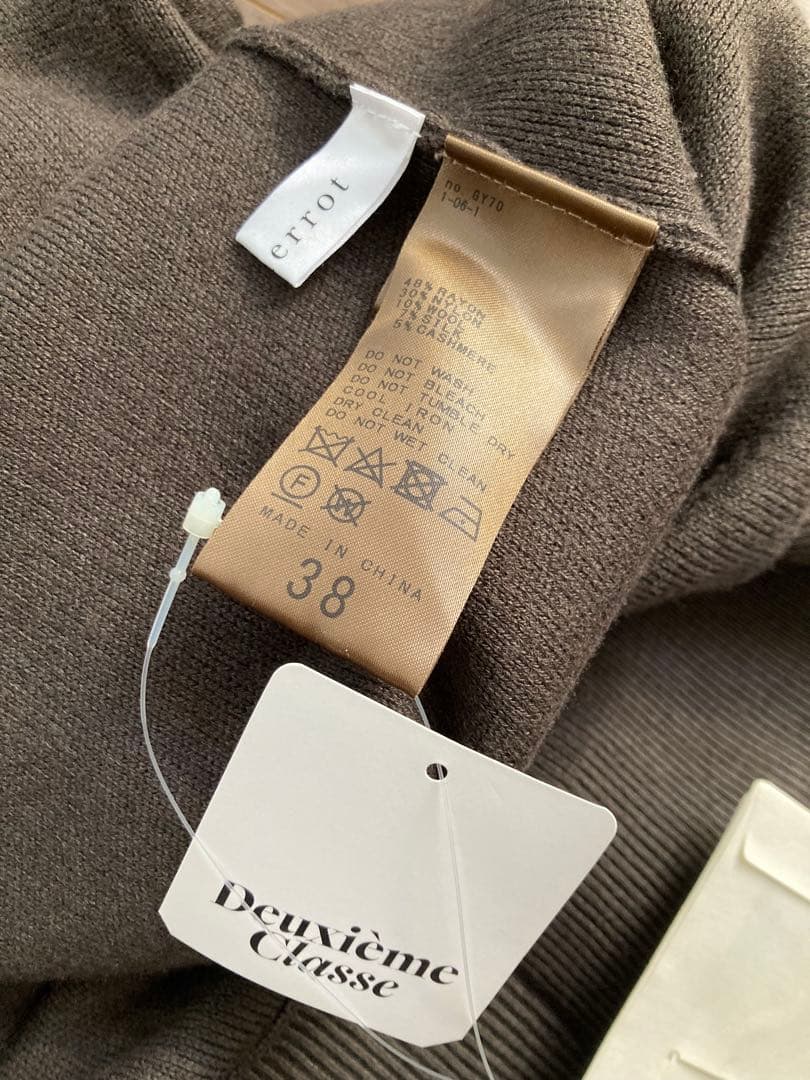 errot
no GY70
1-06-1
48% RAYON
30% NYLON
10% WOOL
7% SILK
5% CASHMERE
DO NOT WASH
DO NOT BLEACH
DO NOT TUMBLE DRY
COOL IRON
DRY CLEAN
DO NOT WET CLEAN
F W
MADE IN CHINA
38
Deuxième
Classe